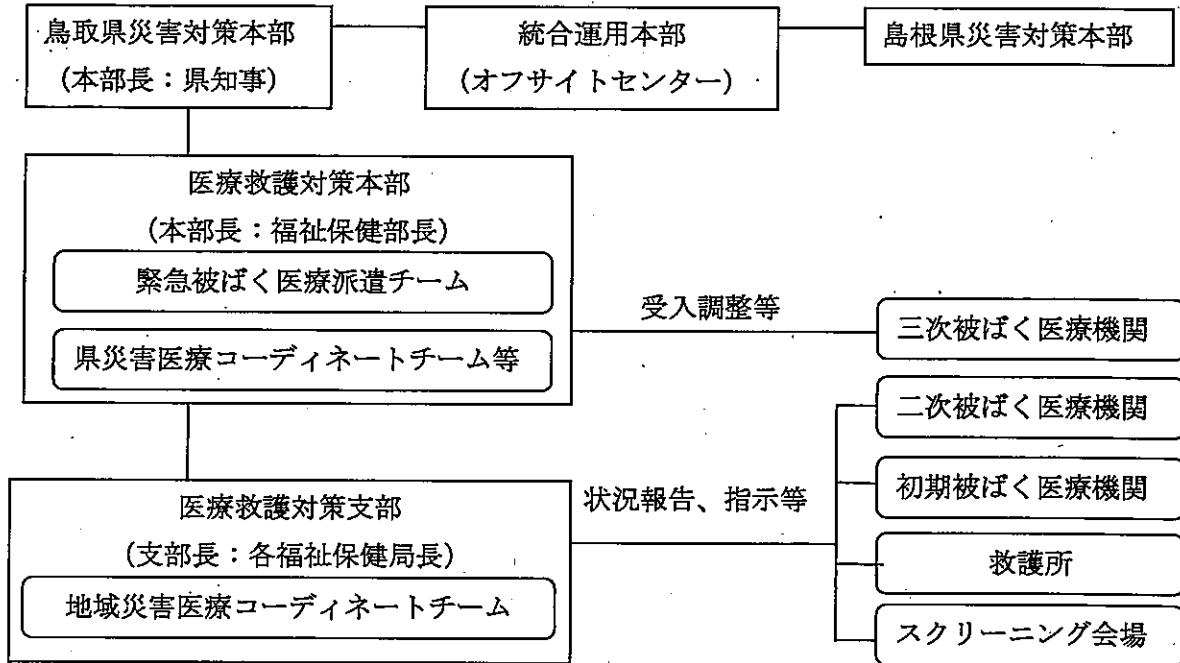 鳥取県災害対策本部
(本部長：県知事)
統合運用本部
(オフサイトセンター)
島根県災害対策本部
医療救護対策本部
(本部長：福祉保健部長)
緊急被ばく医療派遣チーム
県災害医療コーディネートチーム等
受入調整等
三次被ばく医療機関
二次被ばく医療機関
初期被ばく医療機関
救護所
スクリーニング会場
医療救護対策支部
(支部長：各福祉保健局長)
地域災害医療コーディネートチーム
状況報告、指示等